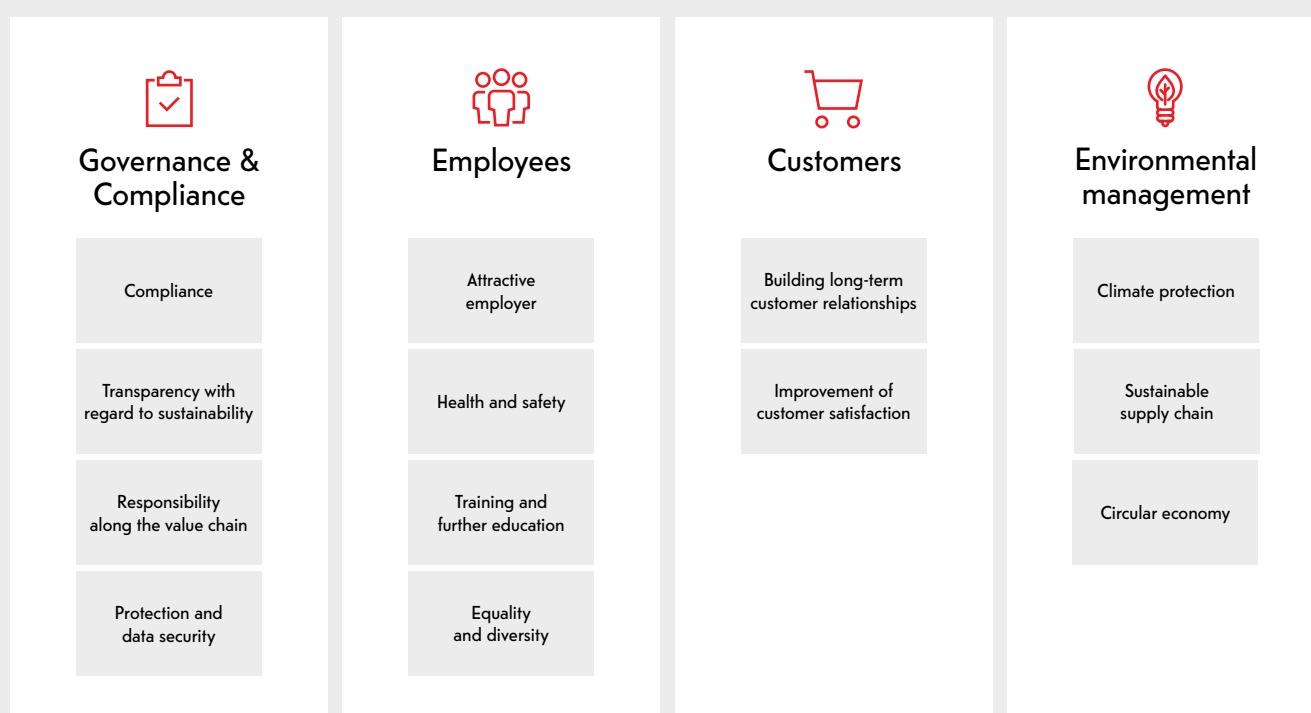 Governance &
Compliance
Compliance
Transparency with
regard to sustainability
Responsibility
along the value chain
Protection and
data security
Employees
Attractive
employer
Health and safety
Training and
further education
Equality
and diversity
Customers
Building long-term
customer relationships
Improvement of
customer satisfaction
Environmental
management
Climate protection
Sustainable
supply chain
Circular economy